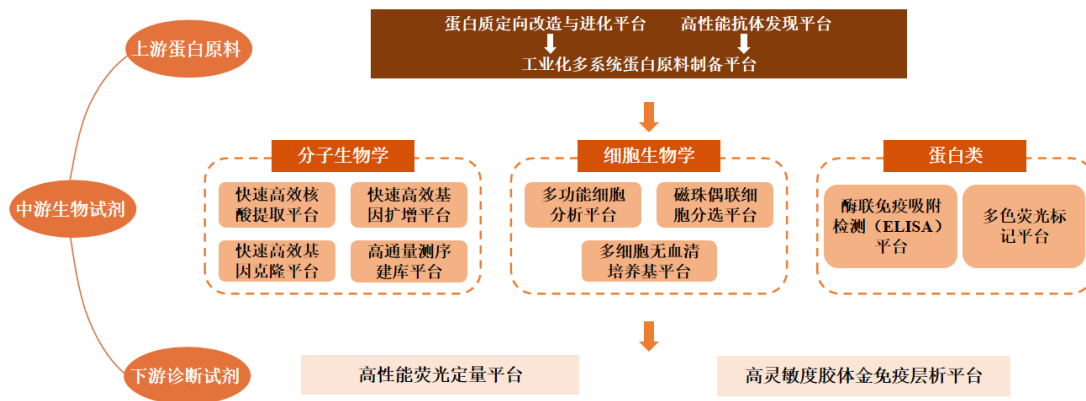 上游蛋白原料
蛋白质定向改造与进化平台
高性能抗体发现平台
工业化多系统蛋白原料制备平台
中游生物试剂
分子生物学
快速高效核
酸提取平台
快速高效基
因扩增平台
快速高效基
因克隆平台
高通量测序
建库平台
细胞生物学
多功能细胞
分析平台
磁珠偶联细
胞分选平台
多细胞无血清
培养基平台
蛋白类
酶联免疫吸附
检测（ELISA）
平台
多色荧光标
记平台
下游诊断试剂
高性能荧光定量平台
高灵敏度胶体金免疫层析平台